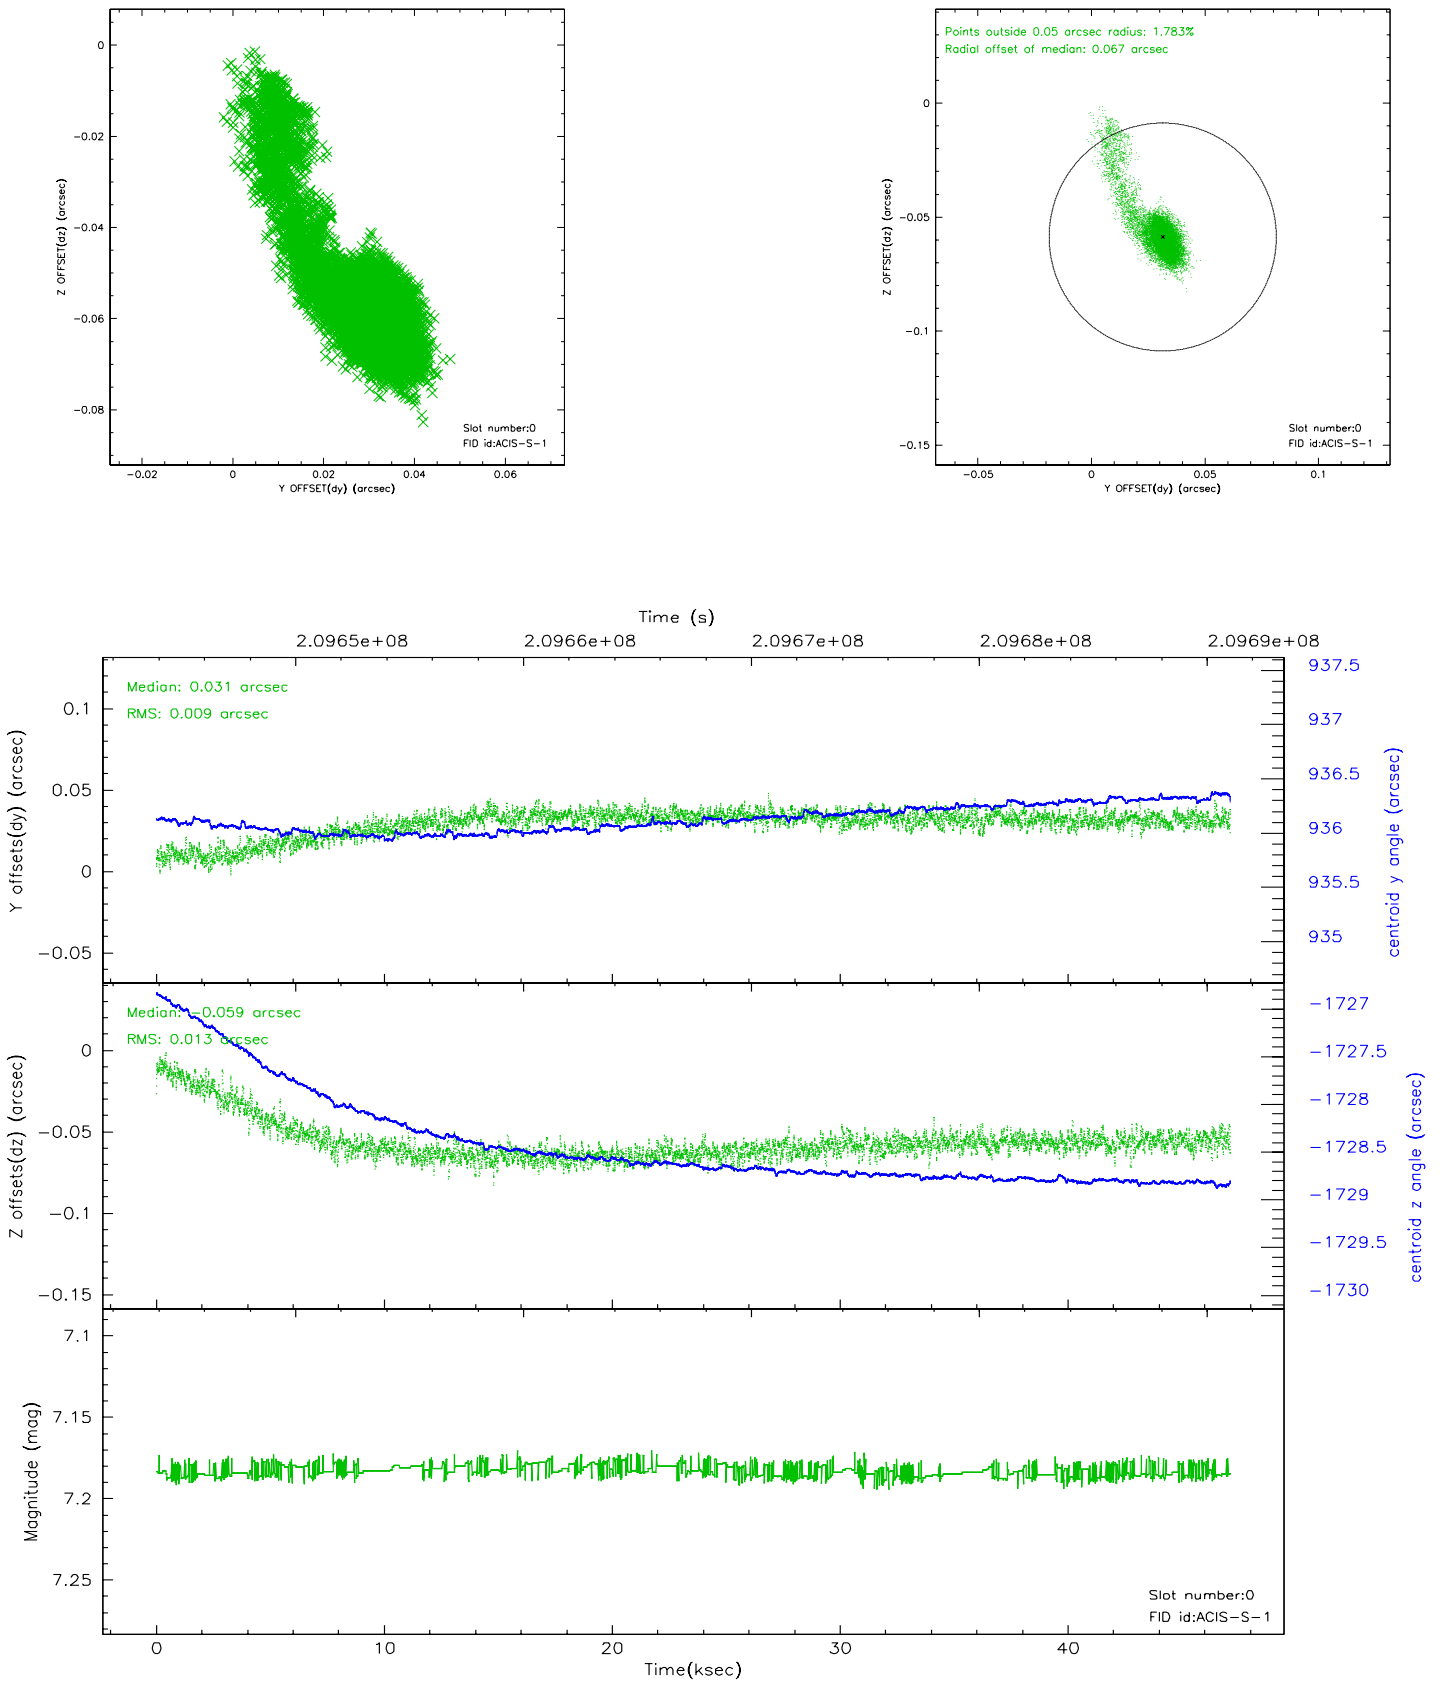 0
-0.02
-0.04
-0.06
-0.08
Z OFFSET(dz) (arcsec)
-0.02 0 0.02 0.04 0.06
Y OFFSET(dy) (arcsec)
Slot number:0
FID id:ACIS-S-1
Points outside 0.05 arcsec radius: 1.783%
Radial offset of median: 0.067 arcsec
0
-0.05
-0.1
-0.15
Z OFFSET(dz) (arcsec)
-0.05 0 0.05 0.1
Y OFFSET(dy) (arcsec)
Slot number:0
FID id:ACIS-S-1
Time (s)
2.0965e+08 2.0966e+08 2.0967e+08 2.0968e+08 2.0969e+08
Median: 0.031 arcsec
RMS: 0.009 arcsec
0.1
0.05
0
-0.05
Y offsets(dy) (arcsec)
937.5
937
936.5
936
935.5
935
centroid y angle (arcsec)
Median: -0.059 arcsec
RMS: 0.013 arcsec
0
-0.05
-0.1
-0.15
Z offsets(dz) (arcsec)
-1727
-1727.5
-1728
-1728.5
-1729
-1729.5
-1730
centroid z angle (arcsec)
7.1
7.15
7.2
7.25
Magnitude (mag)
Slot number:0
FID id:ACIS-S-1
0 10 20 30 40
Time(ksec)